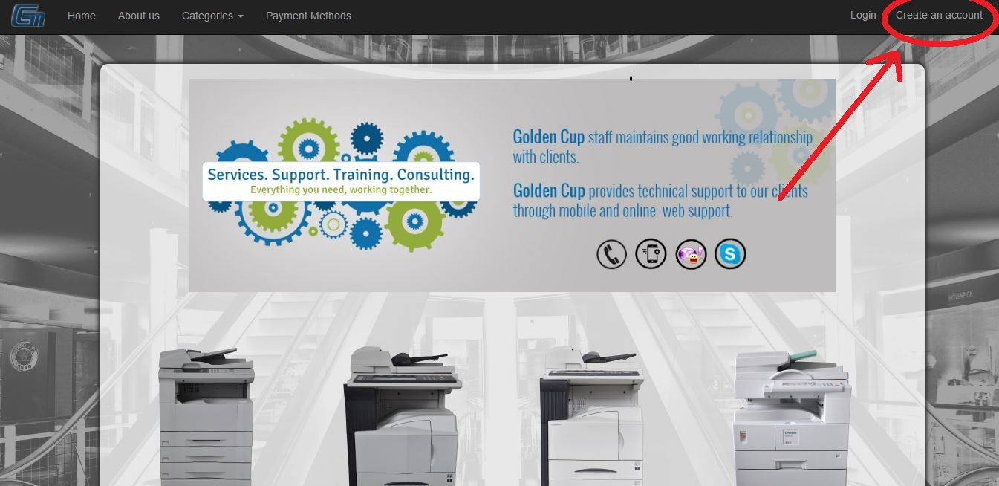 Home About us Categories Payment Methods Login Create an account
Services. Support. Training. Consulting.
Everything you need, working together.
Golden Cup staff maintains good working relationship
with clients.
Golden Cup provides technical support to our clients
through mobile and online web support.
S
MÖVENPICK